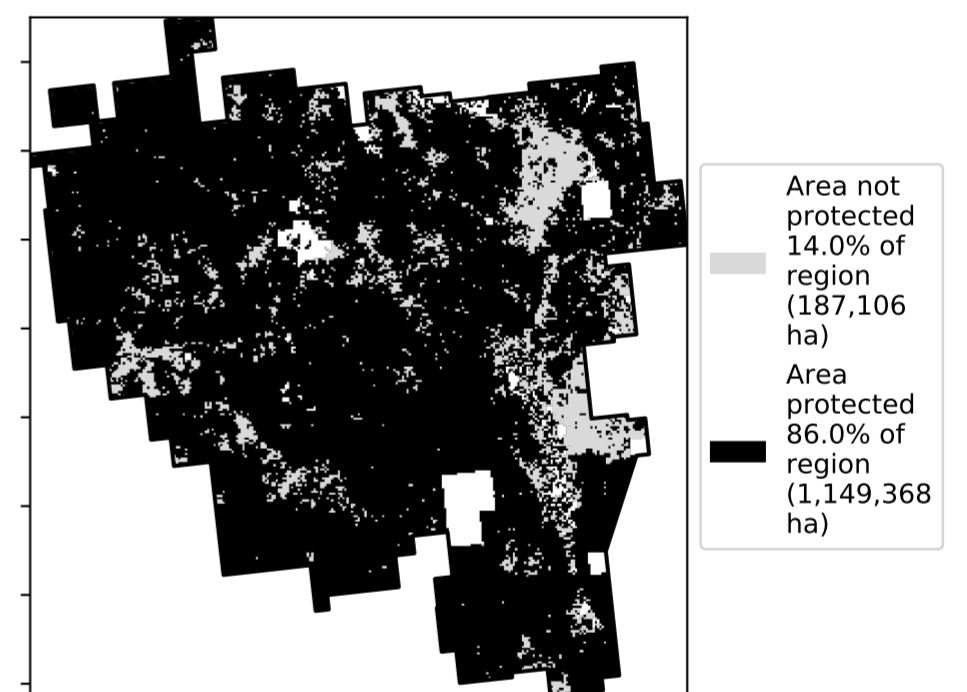 Area not
protected
14.0% of
region
(187,106
ha)
Area
protected
86.0% of
region
(1,149,368
ha)